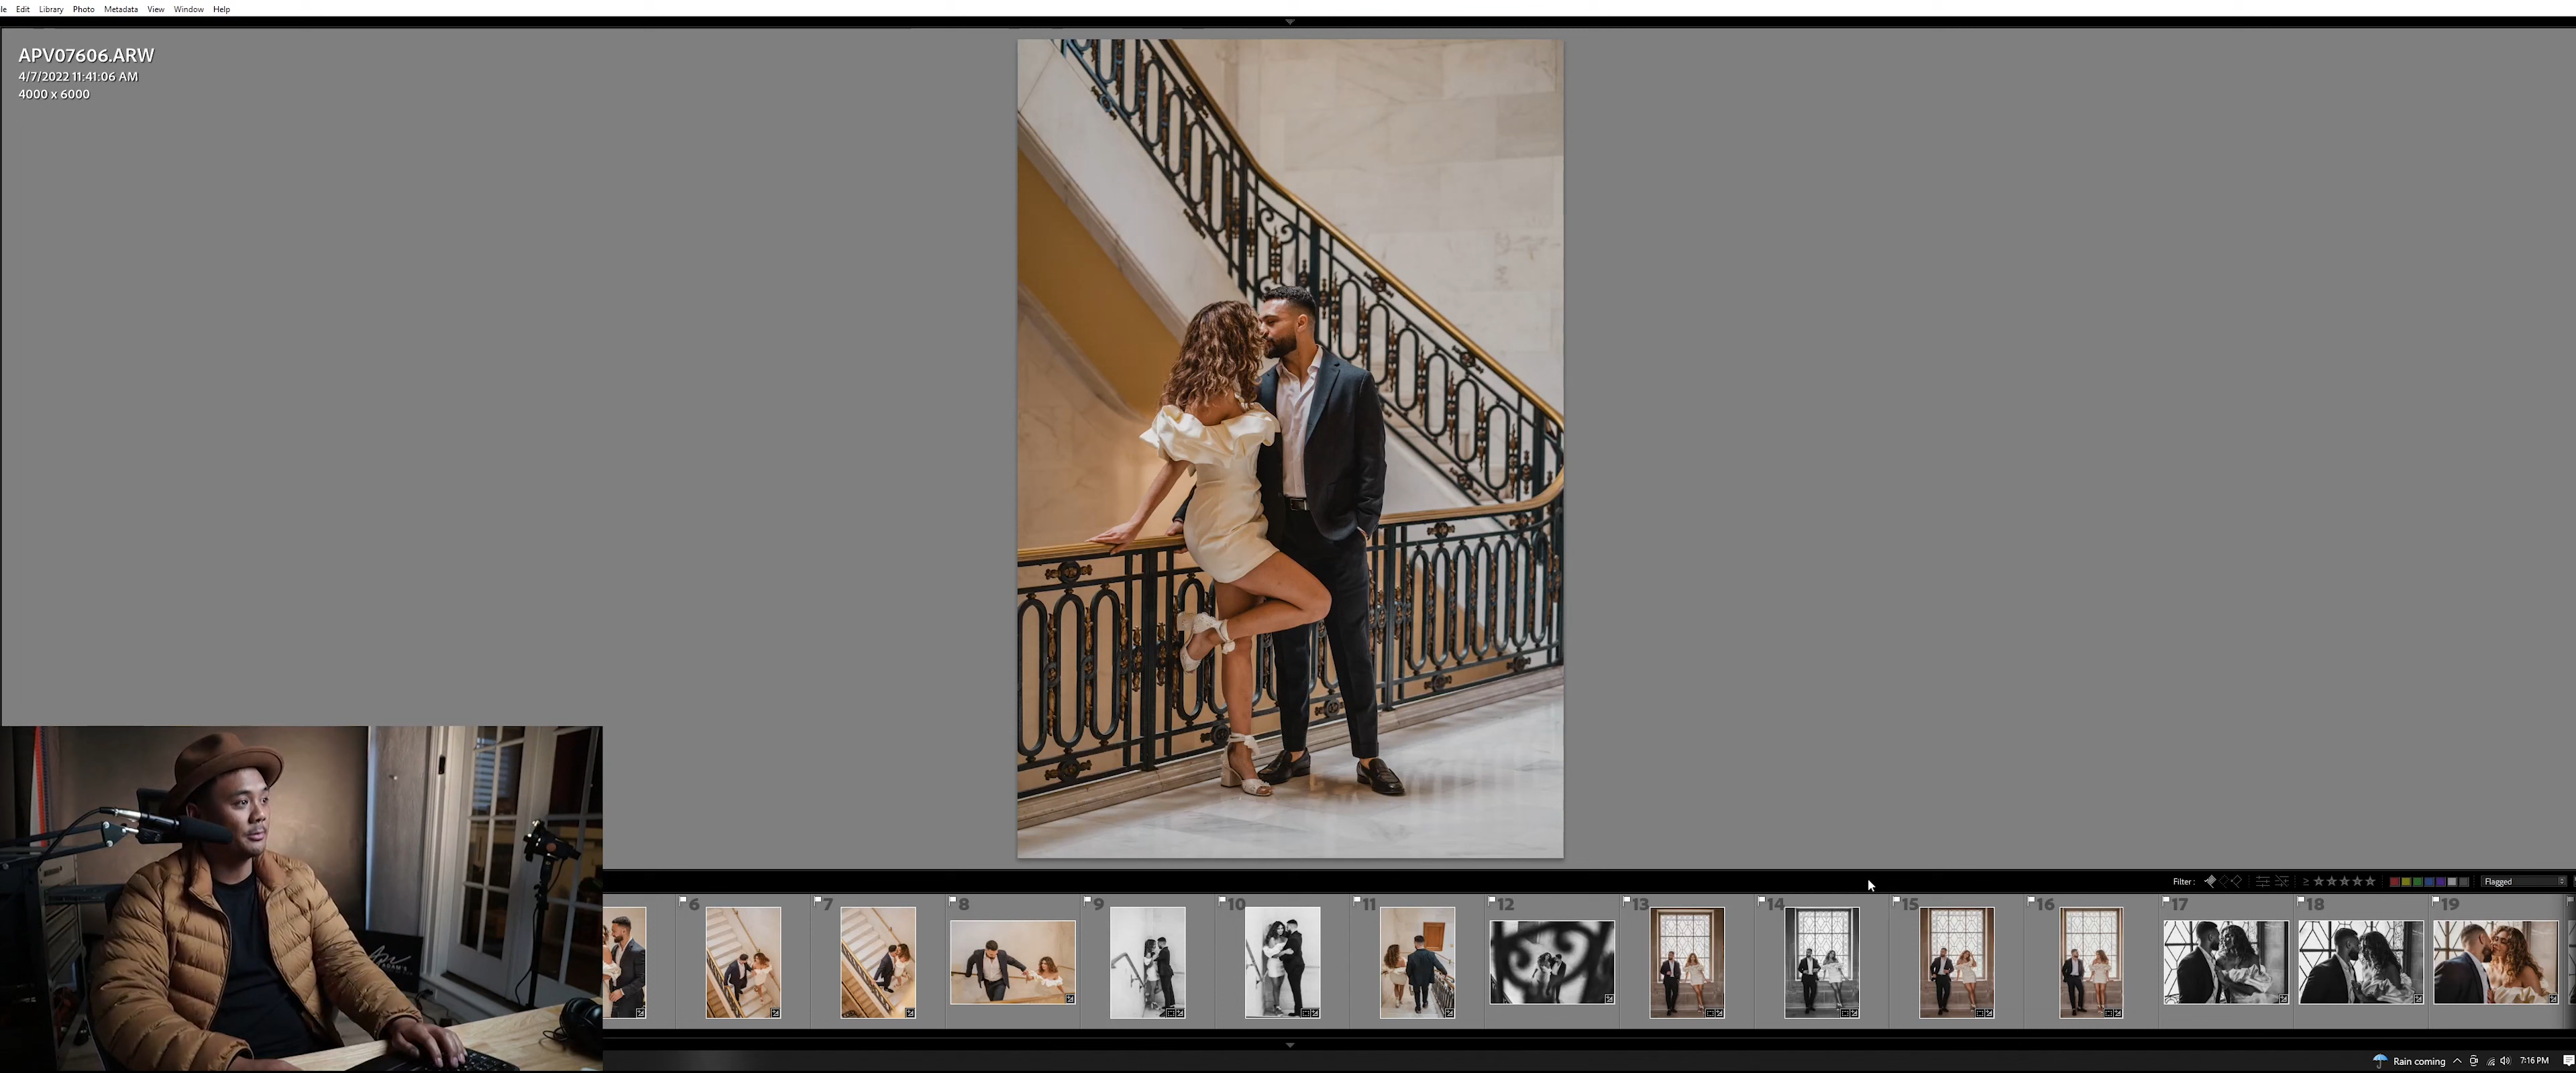 le Edit Library Photo Metadata View Window Help
APV07606.ARW
4/7/2022 11:41:06 AM
4000 x 6000
Filter : Flagged
6 7 8 9 10 11 12 13 14 15 16 17 18 19
Rain coming 7:16 PM